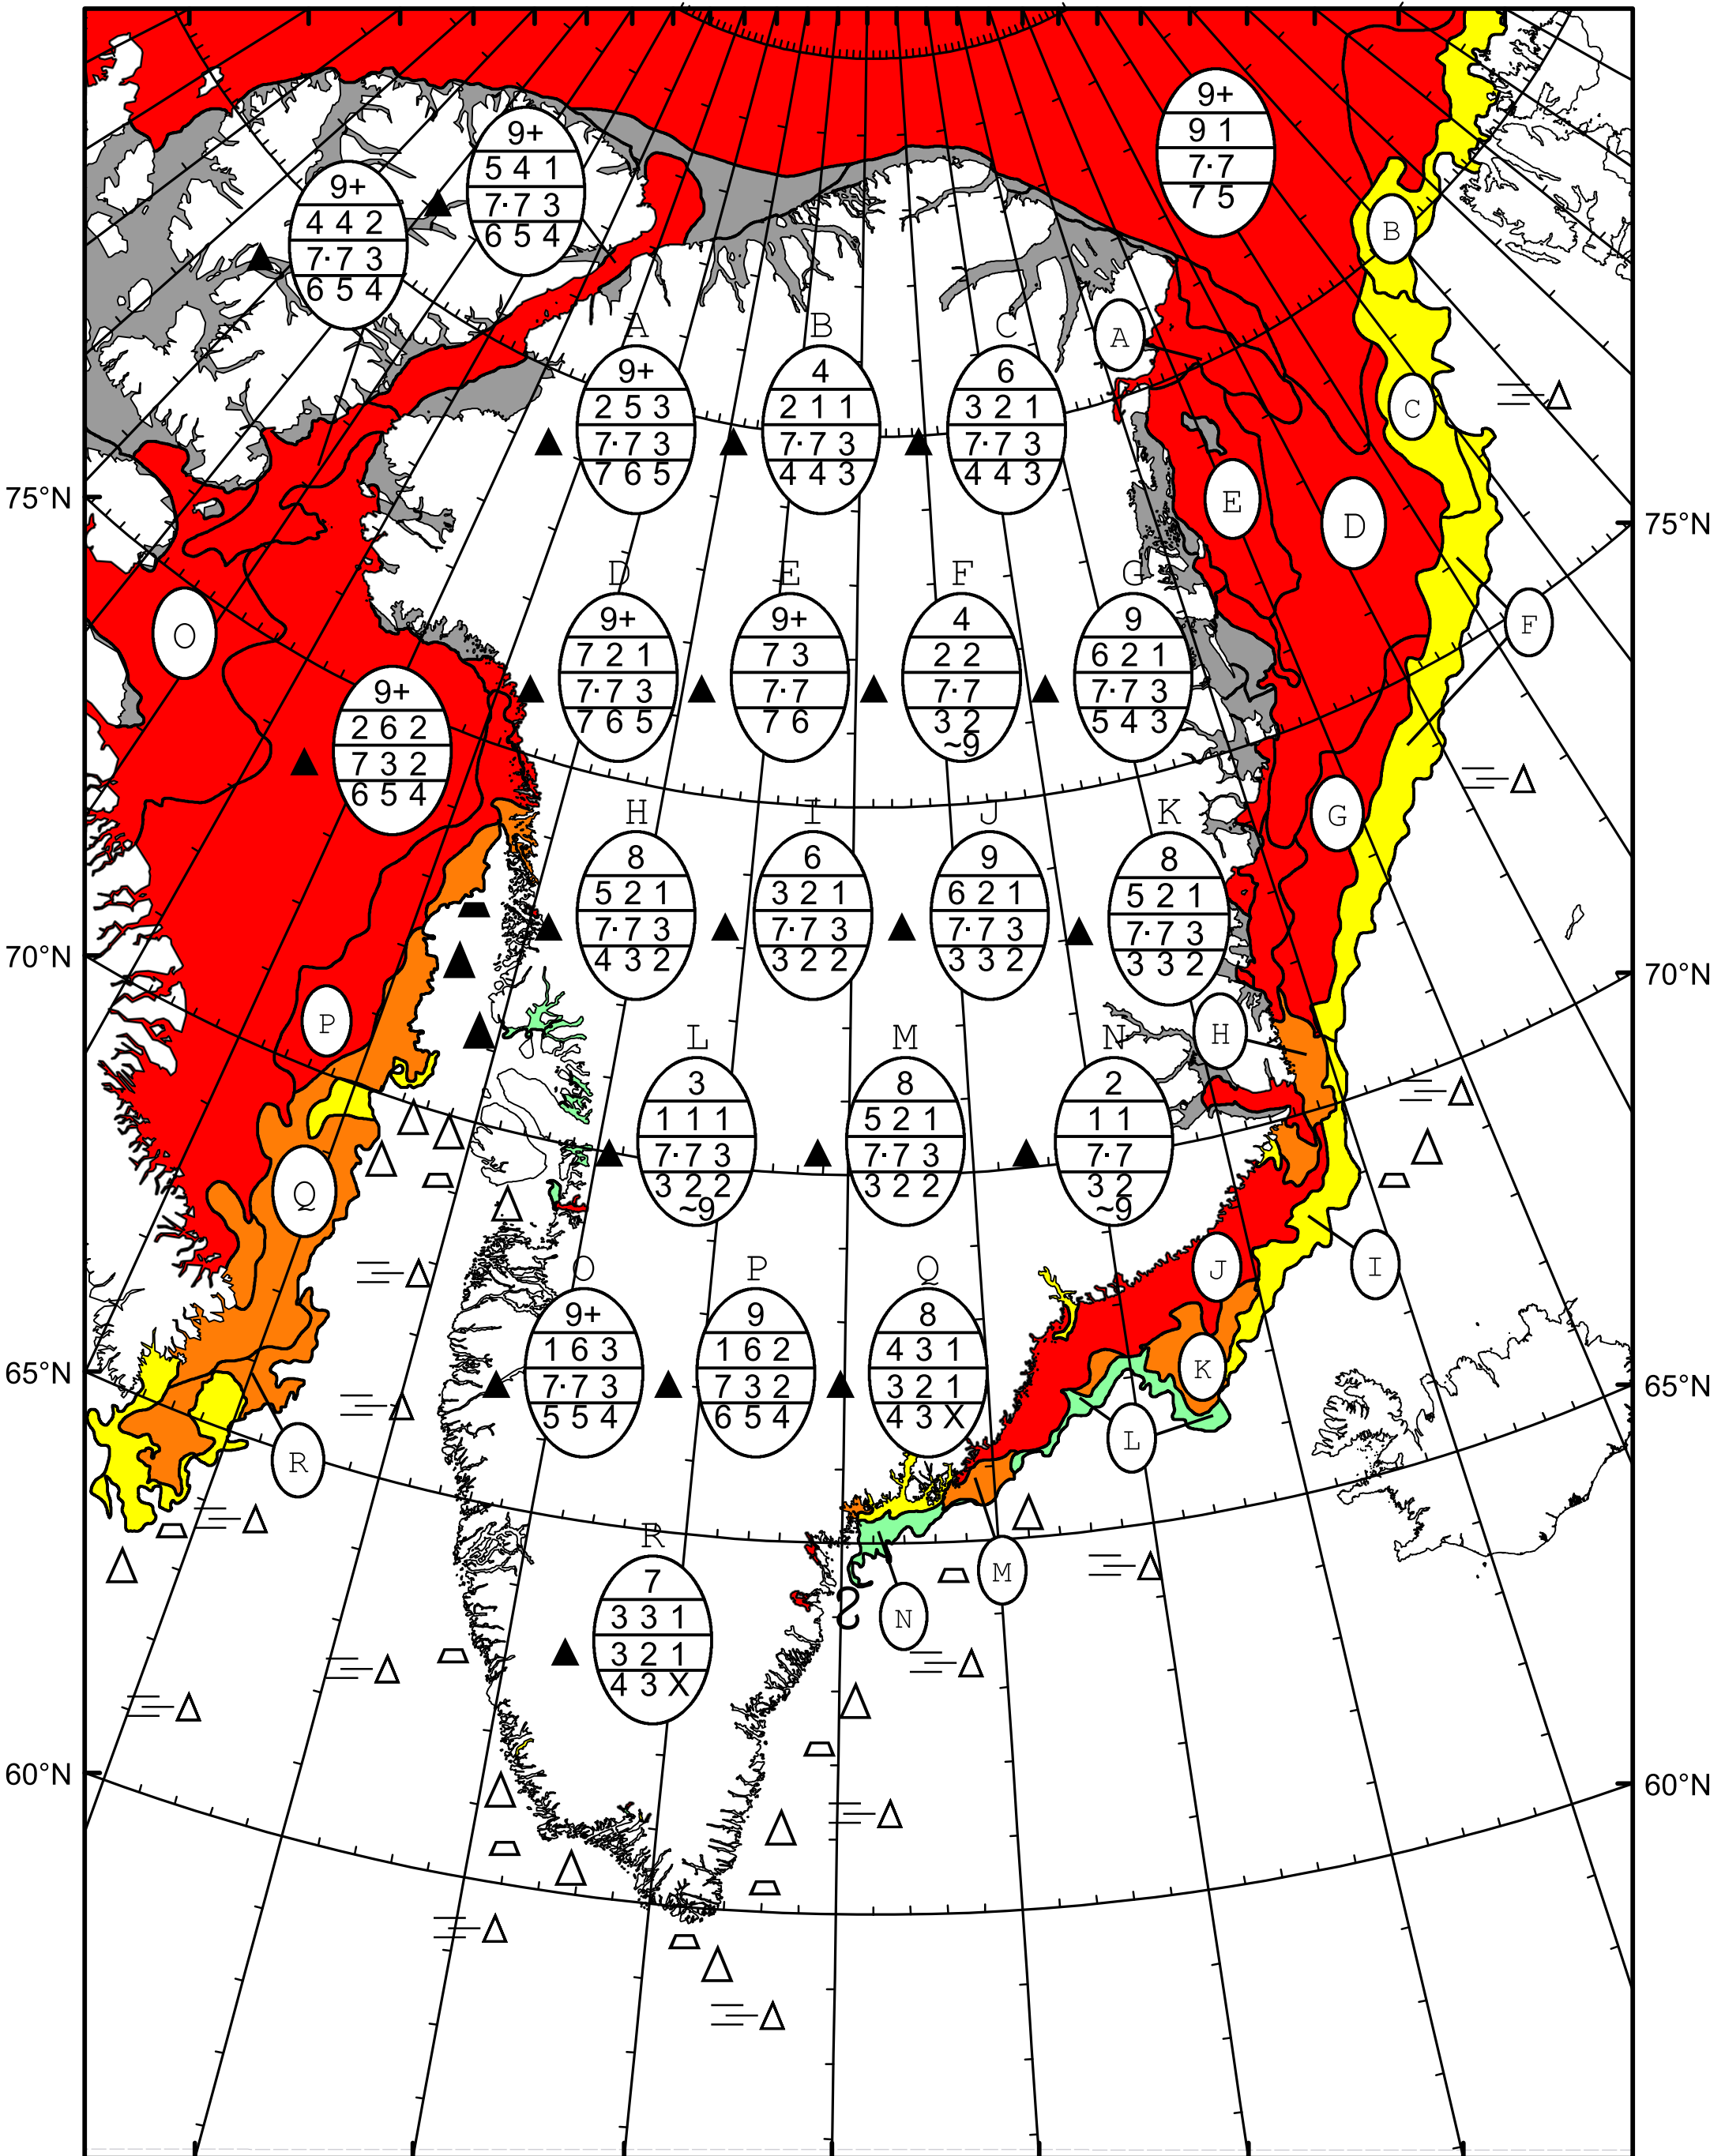 9+
9 1
7·7
7 5
9+
5 4 1
7·7 3
6 5 4
9+
4 4 2
7·7 3
6 5 4
B
A
A B C
9+
2 5 3
7·7 3
7 6 5
4
2 1 1
7·7 3
4 4 3
6
3 2 1
7·7 3
4 4 3
C
75°N
E
D
75°N
D E F G
9+
7 2 1
7·7 3
7 6 5
9+
7 3
7·7
7 6
4
2 2
7·7
3 2
~9
9
6 2 1
7·7 3
5 4 3
F
O
9+
2 6 2
7 3 2
6 5 4
G
H I J K
8
5 2 1
7·7 3
4 3 2
6
3 2 1
7·7 3
3 2 2
9
6 2 1
7·7 3
3 3 2
8
5 2 1
7·7 3
3 3 2
70°N
70°N
P
H
L M N
3
1 1 1
7·7 3
3 2 2
~9
8
5 2 1
7·7 3
3 2 2
2
1 1
7·7
3 2
~9
Q
J
I
O P Q
9+
1 6 3
7·7 3
5 5 4
9
1 6 2
7 3 2
6 5 4
8
4 3 1
3 2 1
4 3 X
K
65°N
65°N
L
R
R
7
3 3 1
3 2 1
4 3 X
M
N
60°N
60°N